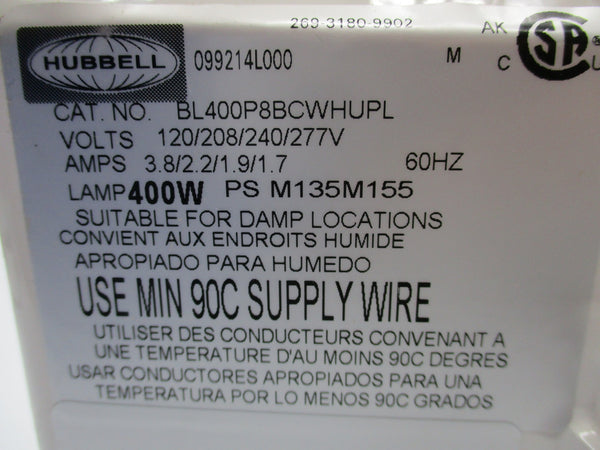 260-3180-9902 AK
HUBBELL 099214L000 M C SA ®
CAT. NO. BL400P8BCWHUPL
VOLTS 120/208/240/277V
AMPS 3.8/2.2/1.9/1.7 60HZ
LAMP 400W PS M135M155
SUITABLE FOR DAMP LOCATIONS
CONVIENT AUX ENDROITS HUMIDE
APROPIADO PARA HUMEDO
USE MIN 90C SUPPLY WIRE
UTILISER DES CONDUCTEURS CONVENANT A
UNE TEMPERATURE D'AU MOINS 90C DEGRES
USAR CONDUCTORES APROPIADOS PARA UNA
TEMPERATURA POR LO MENOS 90C GRADOS